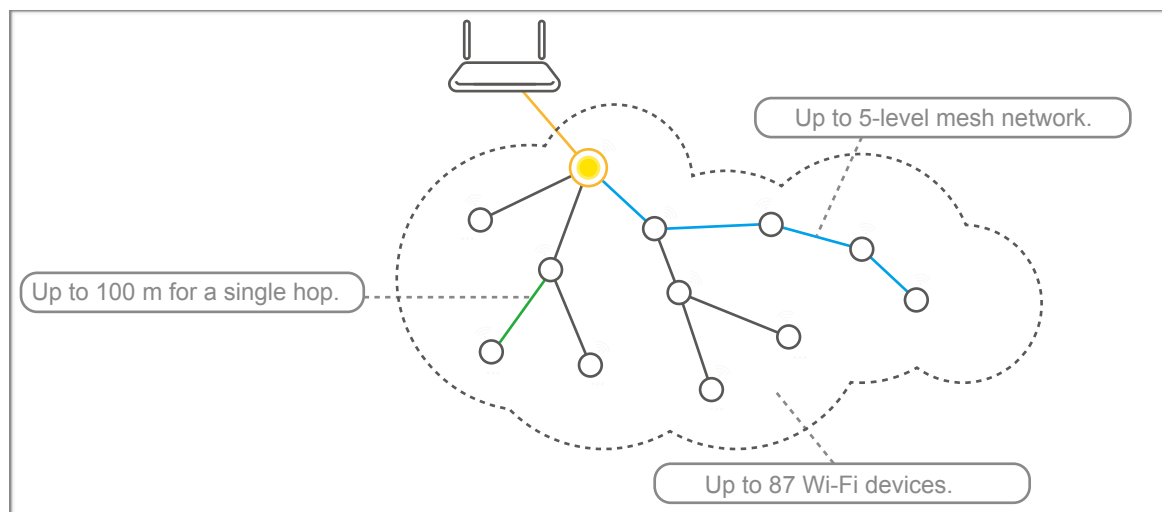 Up to 5-level mesh network.
Up to 100 m for a single hop.
Up to 87 Wi-Fi devices.